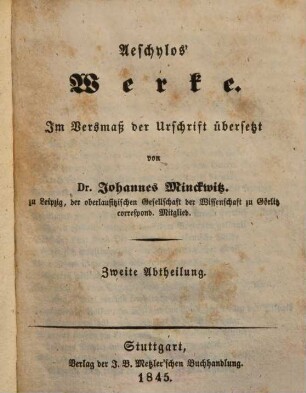 Aeschylos'
Werke.
Im Versmaß der Urschrift übersetzt
von
Dr. Johannes Minckwitz.
zu Leipzig, der oberlausitzischen Gesellschaft der Wissenschaft zu Görlitz
correspond. Mitglied.
Zweite Abtheilung.
Stuttgart,
Verlag der J. B. Metzler'schen Buchhandlung.
1845.